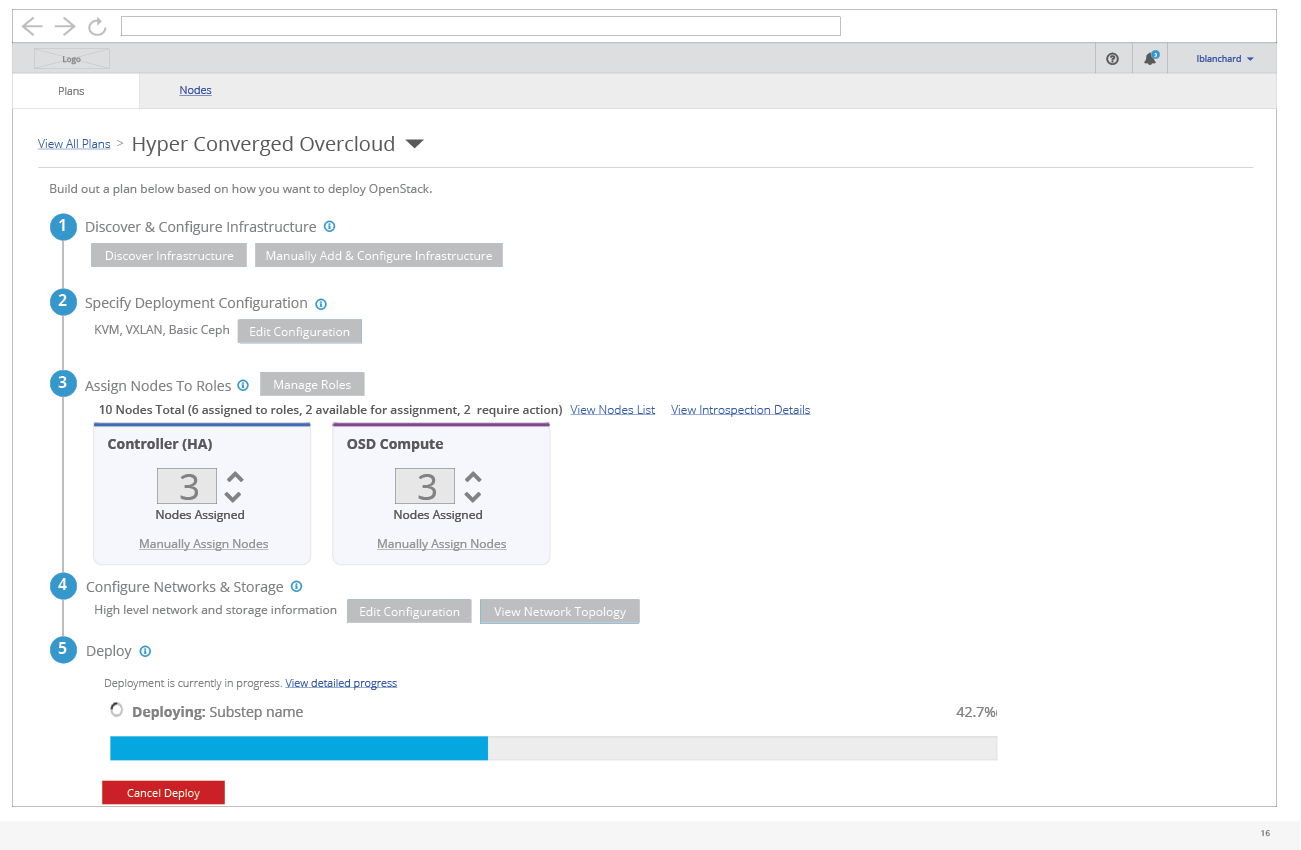 Logo
3
lblanchard
Plans
Nodes
View All Plans > Hyper Converged Overcloud
Build out a plan below based on how you want to deploy OpenStack.
1 Discover & Configure Infrastructure
Discover Infrastructure Manually Add & Configure Infrastructure
2 Specify Deployment Configuration
KVM, VXLAN, Basic Ceph Edit Configuration
3 Assign Nodes To Roles Manage Roles
10 Nodes Total (6 assigned to roles, 2 available for assignment, 2 require action) View Nodes List View Introspection Details
Controller (HA)
3
Nodes Assigned
Manually Assign Nodes
OSD Compute
3
Nodes Assigned
Manually Assign Nodes
4 Configure Networks & Storage
High level network and storage information Edit Configuration View Network Topology
5 Deploy
Deployment is currently in progress. View detailed progress
Deploying: Substep name 42.7%
Cancel Deploy
16